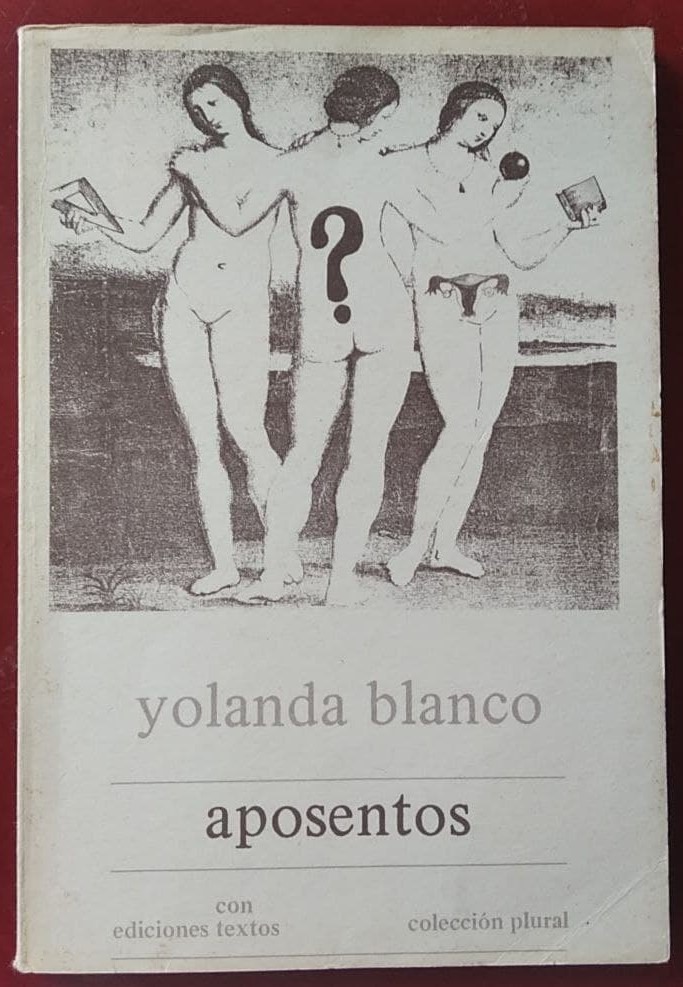 ?
yolanda blanco
aposentos
con
ediciones textos
colección plural